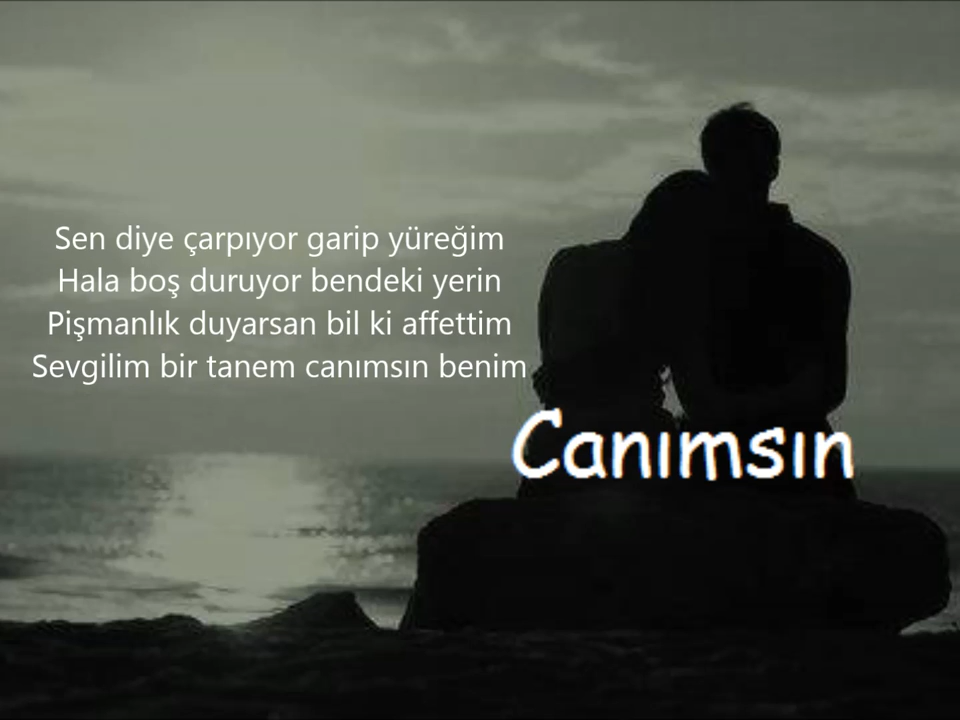 Sen diye çarpıyor garip yüreğim
Hala boş duruyor bendeki yerin
Pişmanlık duyarsan bil ki affettim
Sevgilim bir tanem canımsın benim
Canımsın